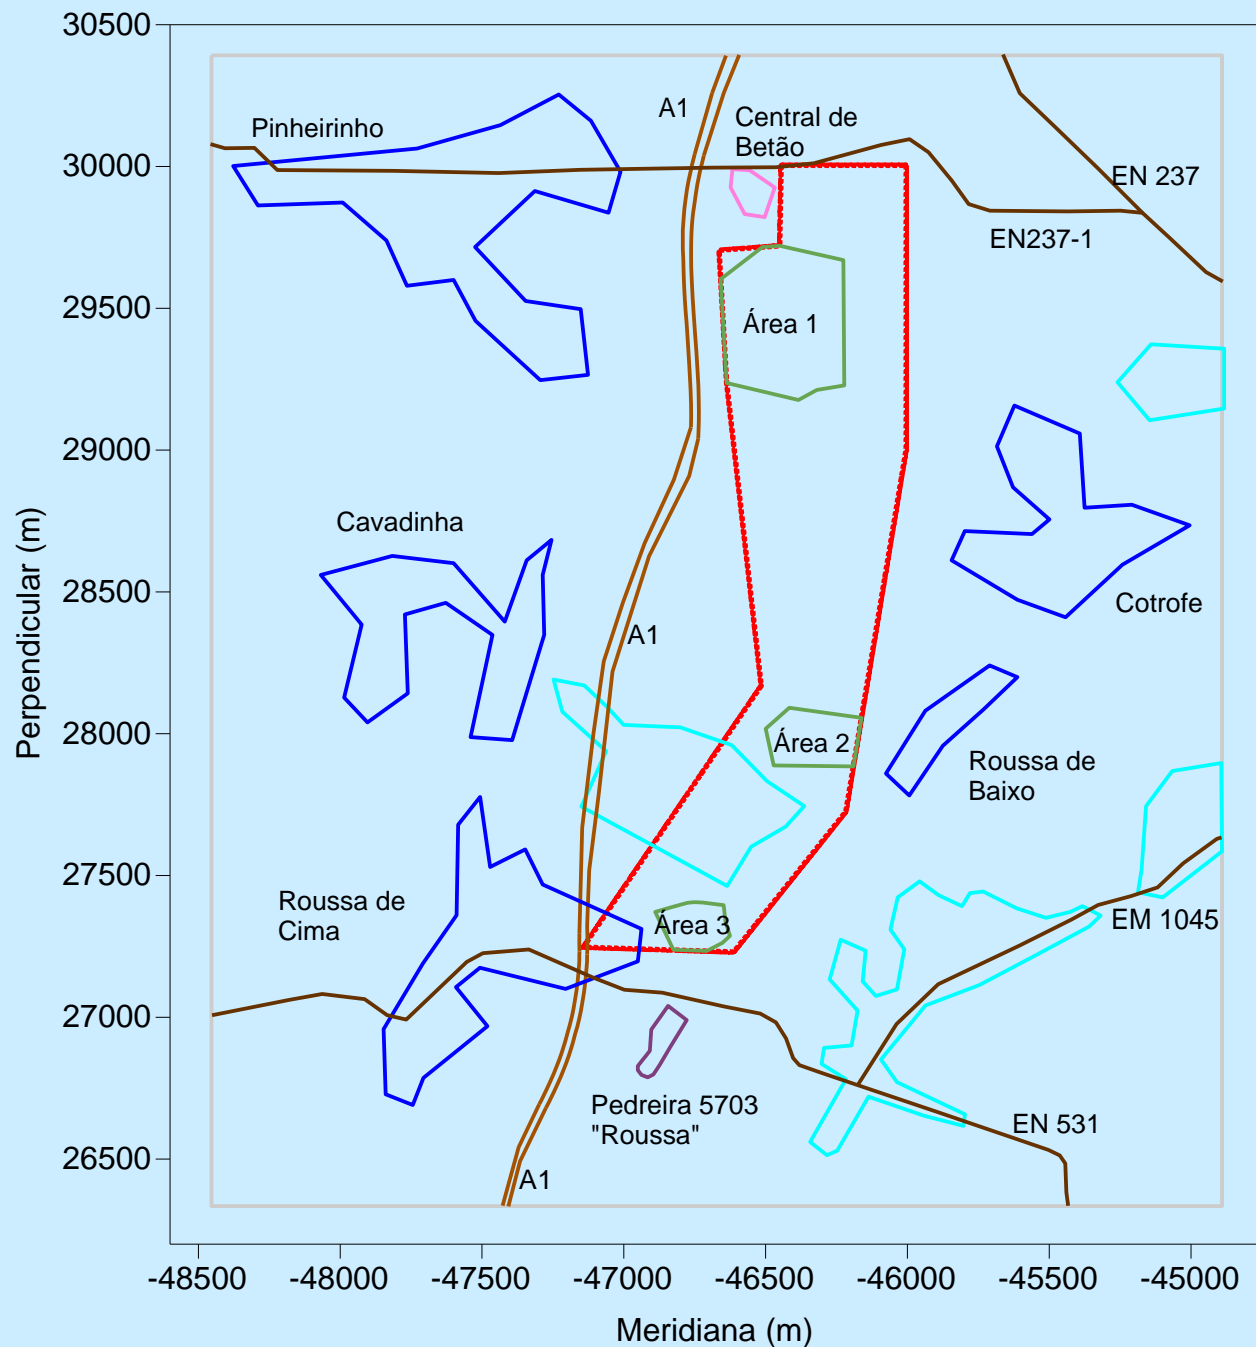 30500
30000
29500
29000
28500
28000
27500
27000
26500
Perpendicular (m)
-48500
-48000
-47500
-47000
-46500
-46000
-45500
-45000
Meridiana (m)
Pinheirinho
A1
Central de
Betão
EN 237
EN237-1
Área 1
Cavadinha
A1
Cotrofe
Área 2
Roussa de
Baixo
Roussa de
Cima
Área 3
EM 1045
Pedreira 5703
"Roussa"
EN 531
A1